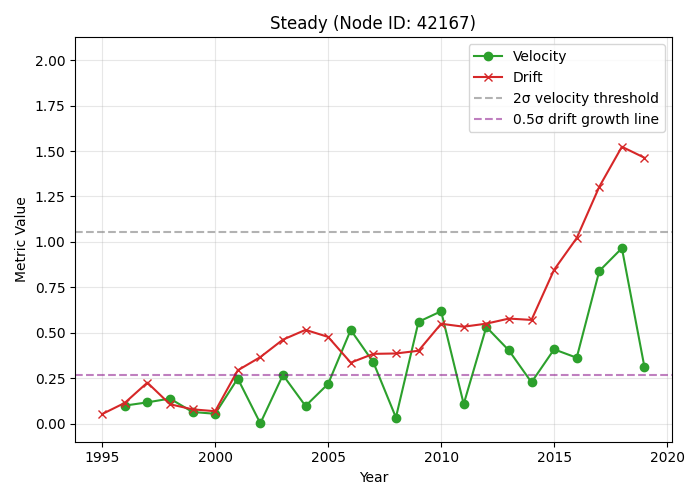 Steady (Node ID: 42167)
Velocity
Drift
2σ velocity threshold
0.5σ drift growth line
Metric Value
2.00
1.75
1.50
1.25
1.00
0.75
0.50
0.25
0.00
1995
2000
2005
2010
2015
2020
Year